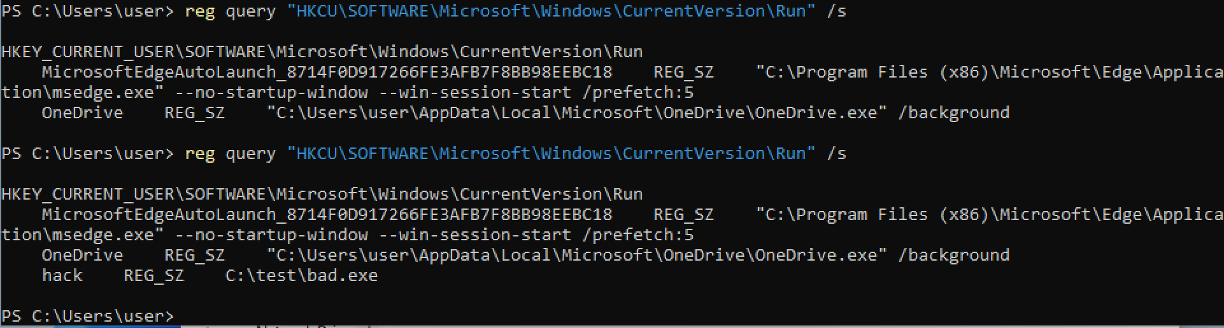 PS C:\Users\user> reg query "HKCU\SOFTWARE\Microsoft\Windows\CurrentVersion\Run" /s
HKEY_CURRENT_USER\SOFTWARE\Microsoft\Windows\CurrentVersion\Run
MicrosoftEdgeAutoLaunch_8714F0D917266FE3AFB7F8BB98EEBC18    REG_SZ    "C:\Program Files (x86)\Microsoft\Edge\Applica
tion\msedge.exe" --no-startup-window --win-session-start /prefetch:5
OneDrive    REG_SZ    "C:\Users\user\AppData\Local\Microsoft\OneDrive\OneDrive.exe" /background
PS C:\Users\user> reg query "HKCU\SOFTWARE\Microsoft\Windows\CurrentVersion\Run" /s
HKEY_CURRENT_USER\SOFTWARE\Microsoft\Windows\CurrentVersion\Run
MicrosoftEdgeAutoLaunch_8714F0D917266FE3AFB7F8BB98EEBC18    REG_SZ    "C:\Program Files (x86)\Microsoft\Edge\Applica
tion\msedge.exe" --no-startup-window --win-session-start /prefetch:5
OneDrive    REG_SZ    "C:\Users\user\AppData\Local\Microsoft\OneDrive\OneDrive.exe" /background
hack    REG_SZ    C:\test\bad.exe
PS C:\Users\user>